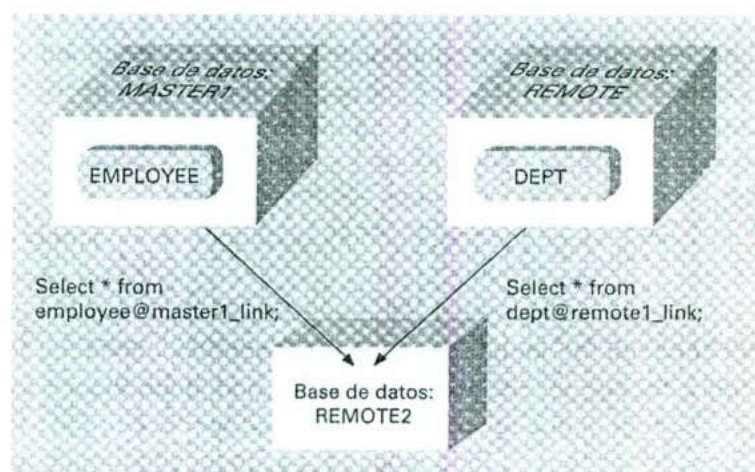 Base de datos:
MASTER1
Base de datos:
REMOTE
EMPLOYEE
DEPT
Select * from
employee@master1_link;
Select * from
dept@remote1_link;
Base de datos:
REMOTE2